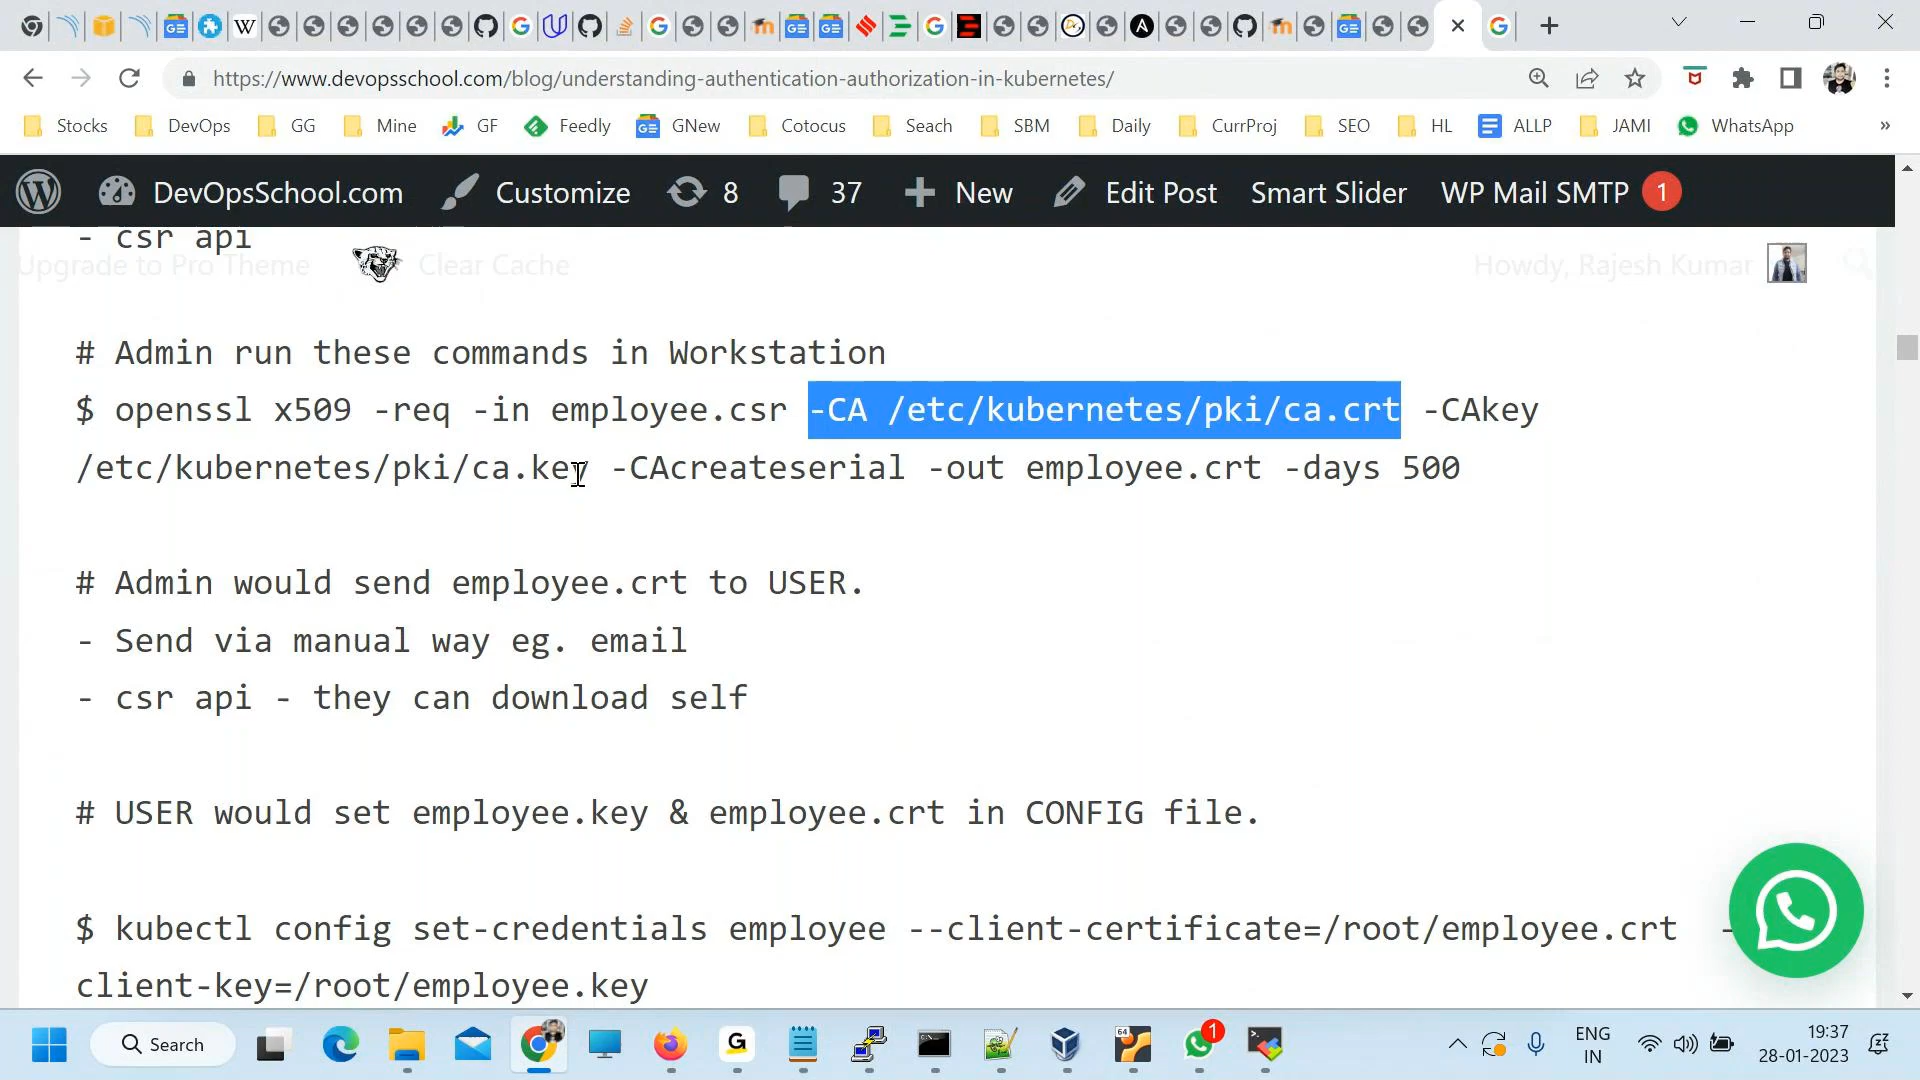 https://www.devopsschool.com/blog/understanding-authentication-authorization-in-kubernetes/
Stocks DevOps GG Mine GF Feedly GNew Cotocus Seach SBM Daily CurrProj SEO HL ALLP JAMI WhatsApp »
DevOpsSchool.com Customize 8 37 New Edit Post Smart Slider WP Mail SMTP 1
- csr api
Upgrade to Pro Theme Clear Cache Howdy, Rajesh Kumar
# Admin run these commands in Workstation
$ openssl x509 -req -in employee.csr -CA /etc/kubernetes/pki/ca.crt -CAkey
/etc/kubernetes/pki/ca.key -CAcreateserial -out employee.crt -days 500
# Admin would send employee.crt to USER.
- Send via manual way eg. email
- csr api - they can download self
# USER would set employee.key & employee.crt in CONFIG file.
$ kubectl config set-credentials employee --client-certificate=/root/employee.crt -
client-key=/root/employee.key
Search
1
ENG
IN
19:37
28-01-2023